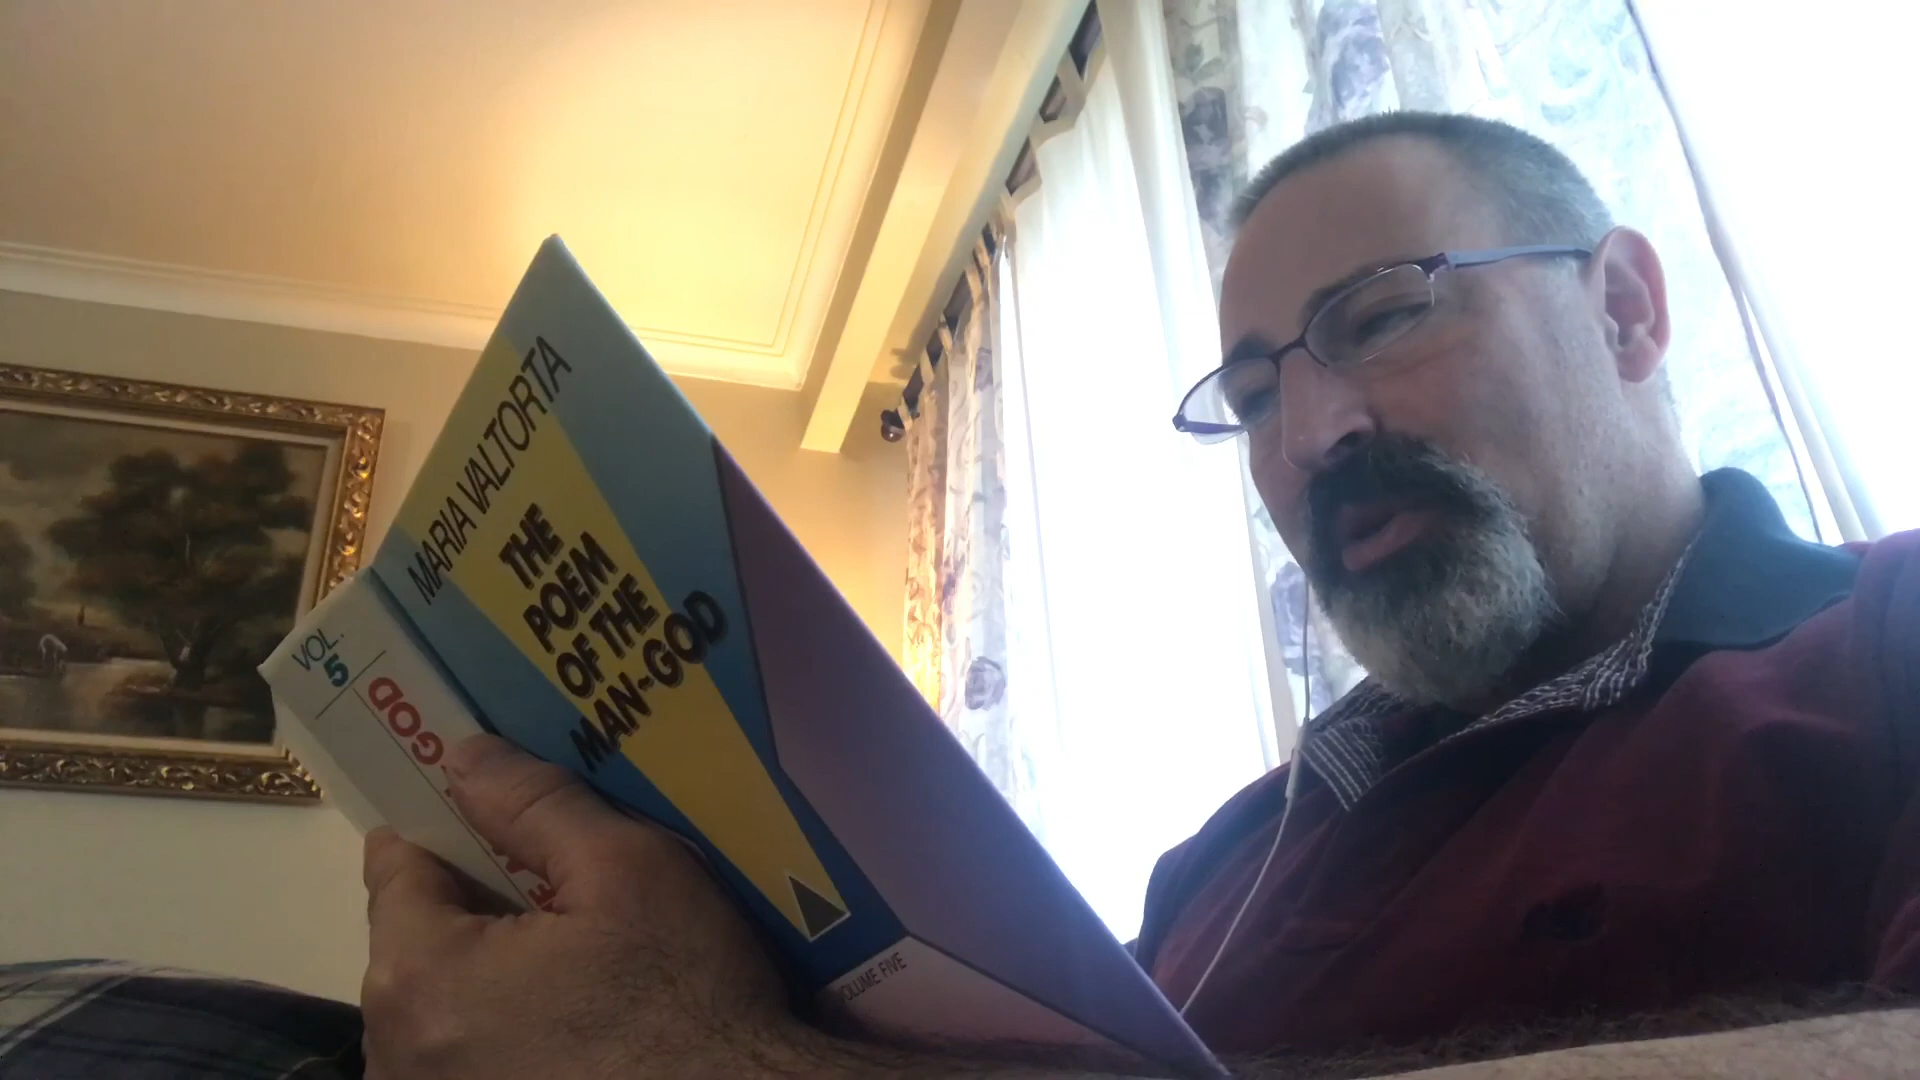 MARIA VALTORTA
THE
POEM
OF THE
MAN-GOD
VOLUME FIVE
VOL.
5
GOD